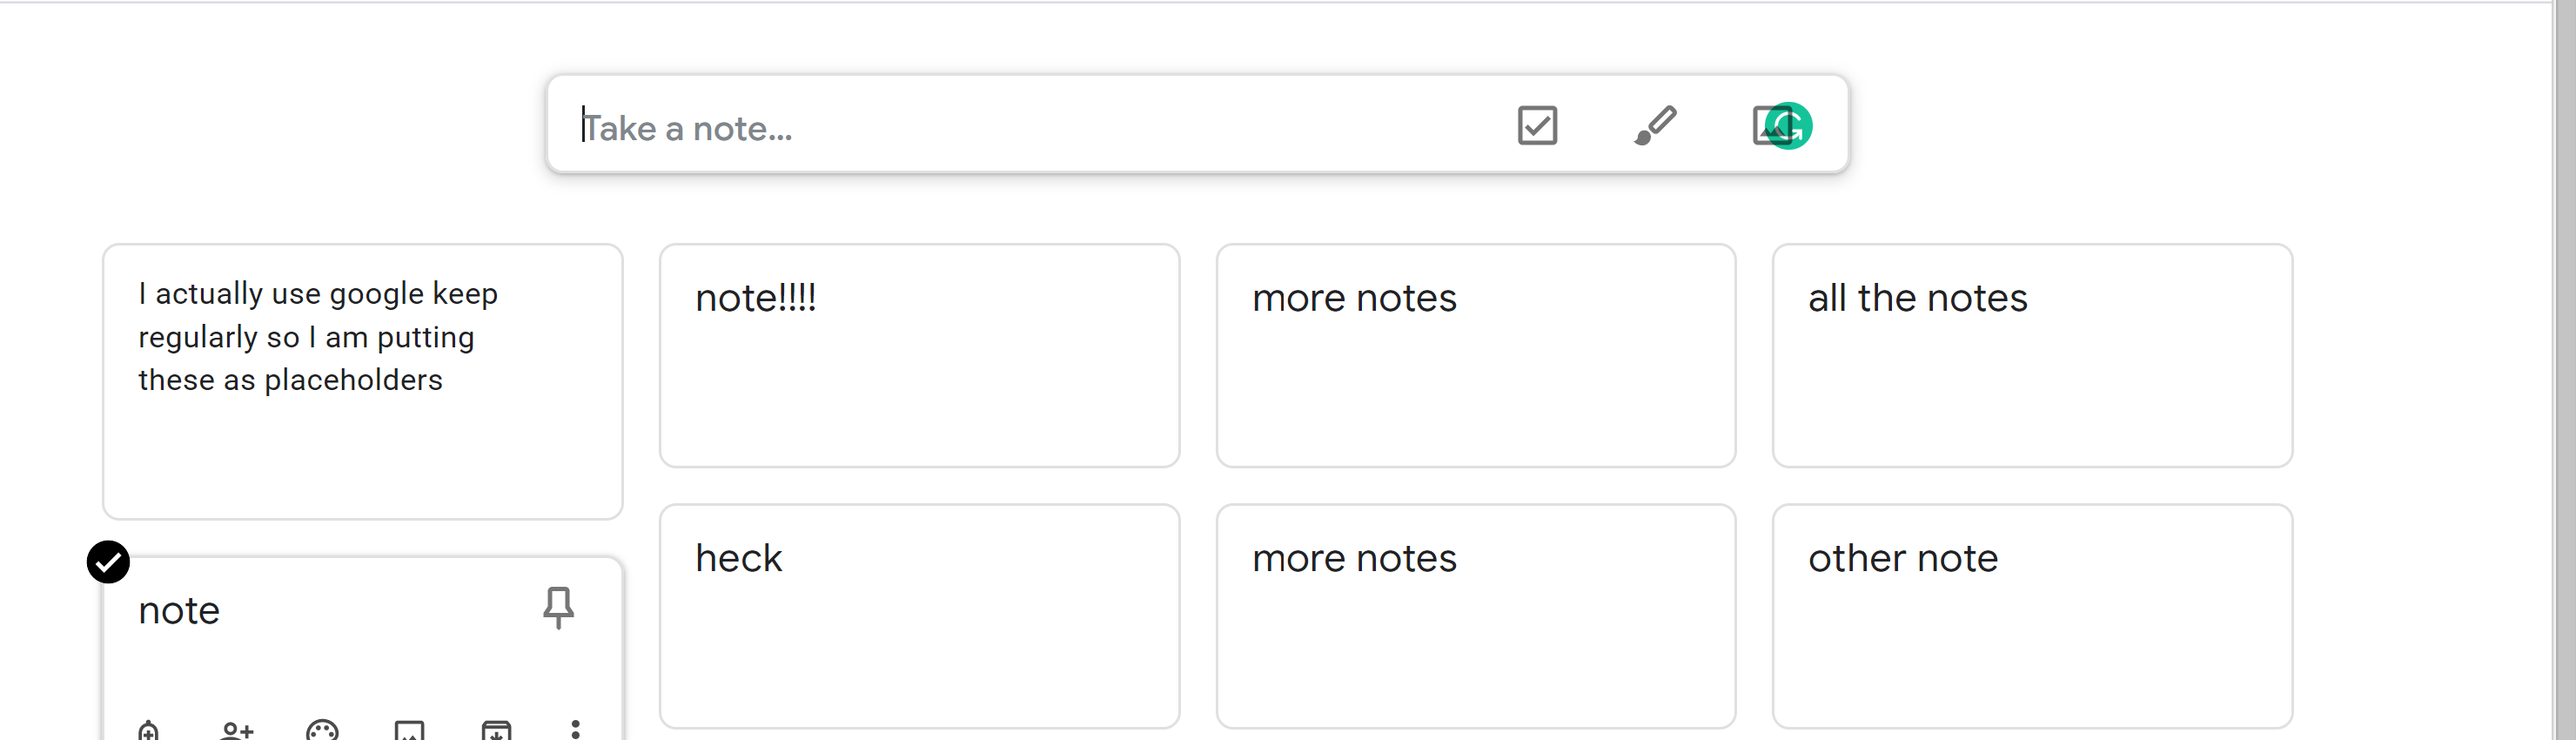 Take a note...
I actually use google keep
regularly so I am putting
these as placeholders
note!!!!
more notes
all the notes
note
heck
more notes
other note